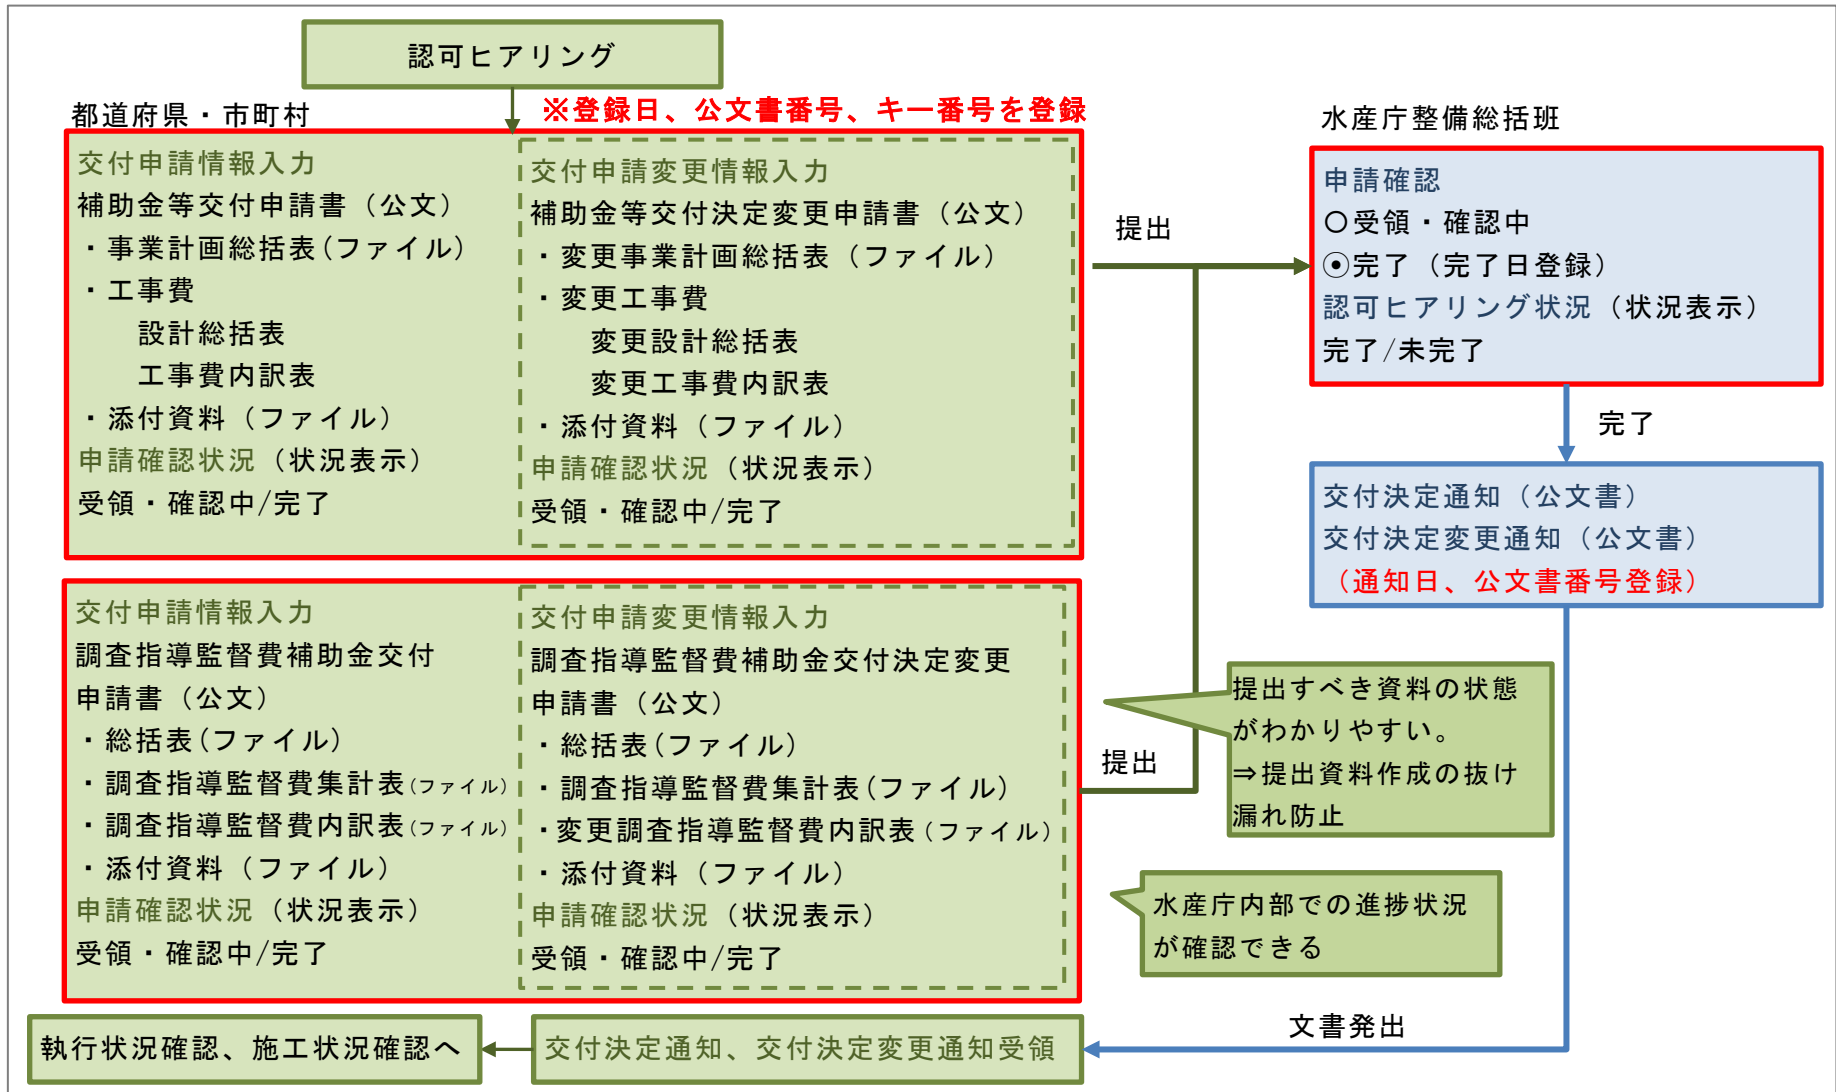 認可ヒアリング
都道府県・市町村
※登録日、公文書番号、キー番号を登録
交付申請情報入力
補助金等交付申請書（公文）
・事業計画総括表(ファイル)
・工事費
設計総括表
工事費内訳表
・添付資料（ファイル）
申請確認状況（状況表示）
受領・確認中/完了
交付申請変更情報入力
補助金等交付決定変更申請書（公文）
・変更事業計画総括表（ファイル）
・変更工事費
変更設計総括表
変更工事費内訳表
・添付資料（ファイル）
申請確認状況（状況表示）
受領・確認中/完了
提出
水産庁整備総括班
申請確認
○受領・確認中
⦿完了（完了日登録）
認可ヒアリング状況（状況表示）
完了/未完了
完了
交付決定通知（公文書）
交付決定変更通知（公文書）
（通知日、公文書番号登録）
交付申請情報入力
調査指導監督費補助金交付
申請書（公文）
・総括表(ファイル)
・調査指導監督費集計表(ファイル)
・調査指導監督費内訳表(ファイル)
・添付資料（ファイル）
申請確認状況（状況表示）
受領・確認中/完了
交付申請変更情報入力
調査指導監督費補助金交付決定変更
申請書（公文）
・総括表(ファイル)
・調査指導監督費集計表(ファイル)
・変更調査指導監督費内訳表(ファイル)
・添付資料（ファイル）
申請確認状況（状況表示）
受領・確認中/完了
提出
提出すべき資料の状態
がわかりやすい。
⇒提出資料作成の抜け
漏れ防止
水産庁内部での進捗状況
が確認できる
文書発出
交付決定通知、交付決定変更通知受領
執行状況確認、施工状況確認へ